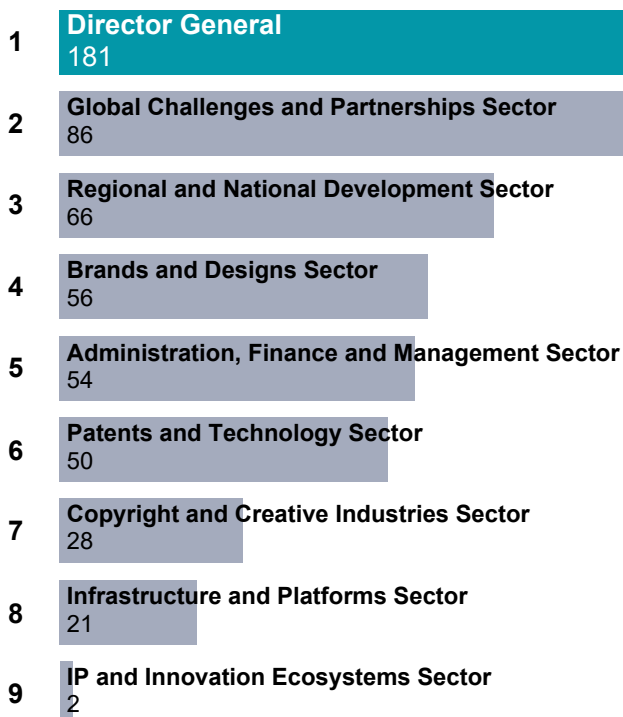 1
Director General
181
2
Global Challenges and Partnerships Sector
86
3
Regional and National Development Sector
66
4
Brands and Designs Sector
56
5
Administration, Finance and Management Sector
54
6
Patents and Technology Sector
50
7
Copyright and Creative Industries Sector
28
8
Infrastructure and Platforms Sector
21
9
IP and Innovation Ecosystems Sector
2